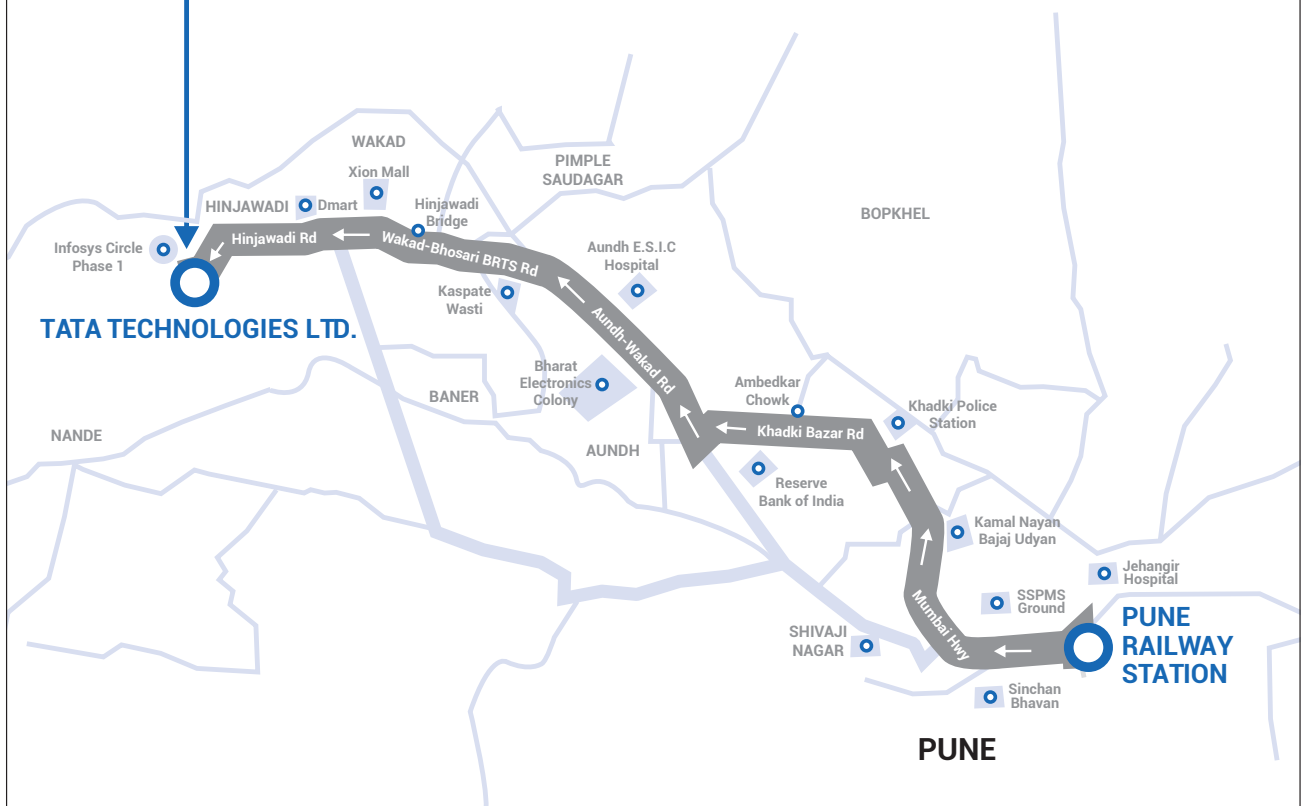 WAKAD
Xion Mall
PIMPLE
SAUDAGAR
HINJAWADI
Dmart
Hinjawadi
Bridge
BOPKHEL
Infosys Circle
Phase 1
Hinjawadi Rd
Wakad-Bhosari BRTS Rd
Aundh E.S.I.C
Hospital
Kaspate
Wasti
TATA TECHNOLOGIES LTD.
Aundh-Wakad Rd
Bharat
Electronics
Colony
BANER
Ambedkar
Chowk
Khadki Police
Station
NANDE
Khadki Bazar Rd
AUNDH
Reserve
Bank of India
Kamal Nayan
Bajaj Udyan
Jehangir
Hospital
SSPMS
Ground
Mumbai Hwy
SHIVAJI
NAGAR
PUNE
RAILWAY
STATION
Sinchan
Bhavan
PUNE